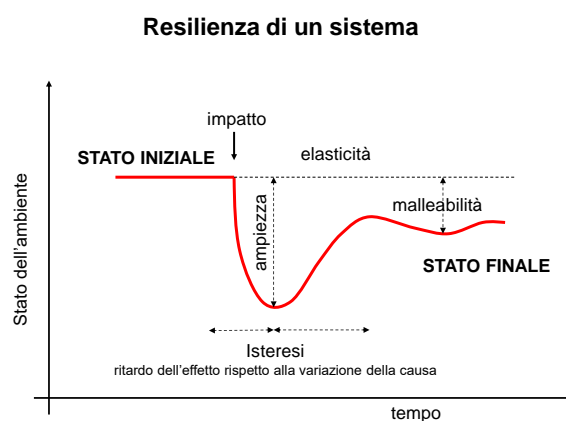 Resilienza di un sistema
impatto
STATO INIZIALE
elasticità
malleabilità
ampiezza
Stato dell'ambiente
STATO FINALE
Isteresi
ritardo dell'effetto rispetto alla variazione della causa
tempo